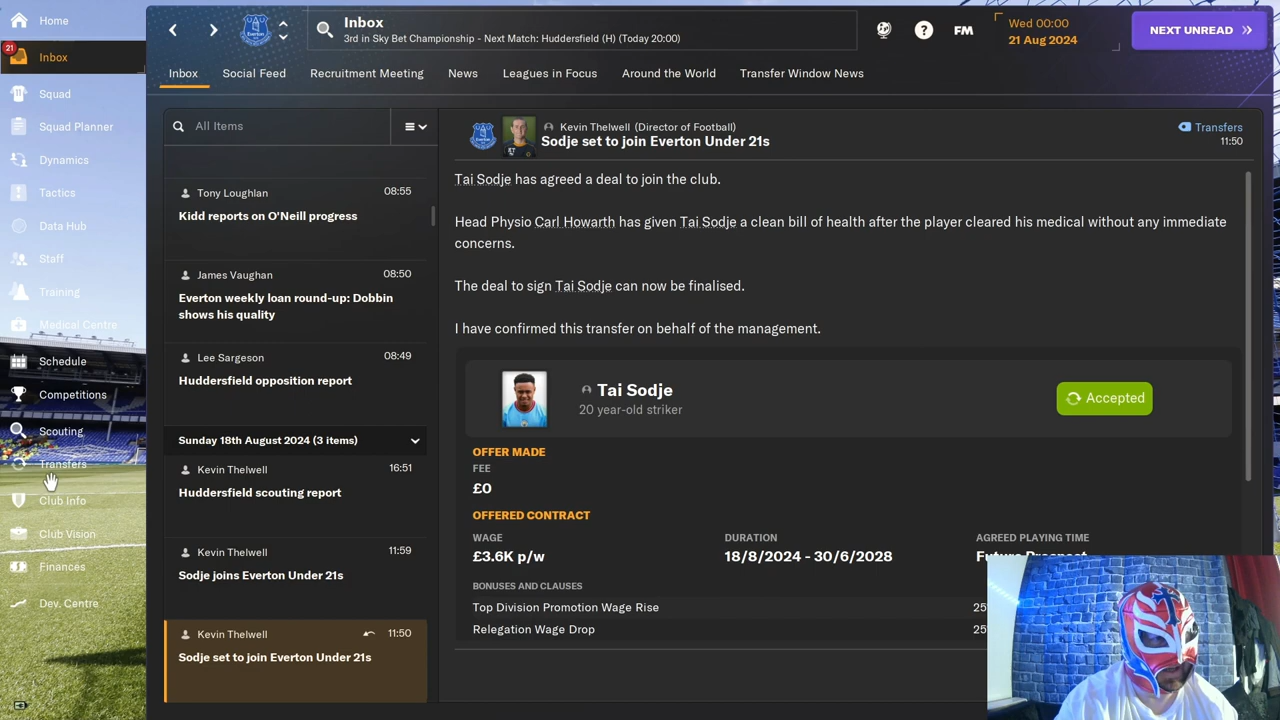 Home
21
Inbox
Squad
Squad Planner
Dynamics
Tactics
Data Hub
Staff
Training
Medical Centre
Schedule
Competitions
Scouting
Transfers
Club Info
Club Vision
Finances
Dev. Centre
Inbox
3rd in Sky Bet Championship - Next Match: Huddersfield (H) (Today 20:00)
?
FM
Wed 00:00
21 Aug 2024
NEXT UNREAD
Inbox
Social Feed
Recruitment Meeting
News
Leagues in Focus
Around the World
Transfer Window News
All Items
Tony Loughlan
08:55
Kidd reports on O'Neill progress
James Vaughan
08:50
Everton weekly loan round-up: Dobbin
shows his quality
Lee Sargeson
08:49
Huddersfield opposition report
Sunday 18th August 2024 (3 items)
Kevin Thelwell
16:51
Huddersfield scouting report
Kevin Thelwell
11:59
Sodje joins Everton Under 21s
Kevin Thelwell
11:50
Sodje set to join Everton Under 21s
Kevin Thelwell (Director of Football)
Sodje set to join Everton Under 21s
Transfers
11:50
Tai Sodje has agreed a deal to join the club.
Head Physio Carl Howarth has given Tai Sodje a clean bill of health after the player cleared his medical without any immediate
concerns.
The deal to sign Tai Sodje can now be finalised.
I have confirmed this transfer on behalf of the management.
Tai Sodje
20 year-old striker
Accepted
OFFER MADE
FEE
£0
OFFERED CONTRACT
WAGE
£3.6K p/w
DURATION
18/8/2024 - 30/6/2028
AGREED PLAYING TIME
Future Prospect
BONUSES AND CLAUSES
Top Division Promotion Wage Rise
25
Relegation Wage Drop
25